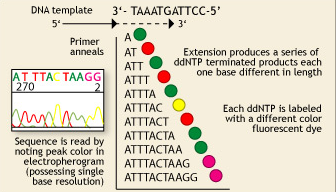 DNA template
3'- TAAATGATTCC-5'
5'
3'
Primer
anneals
A
AT
ATT
ATTT
ATTTA
ATTTAC
ATTTACT
ATTTACTA
ATTTACTAA
ATTTACTAAG
ATTTACTAAGG
Extension produces a series of
ddNTP terminated products each
one base different in length
Each ddNTP is labeled
with a different color
fluorescent dye
AT TTACTAAGG
270 2
Sequence is read by
noting peak color in
electropherogram
(possessing single
base resolution)